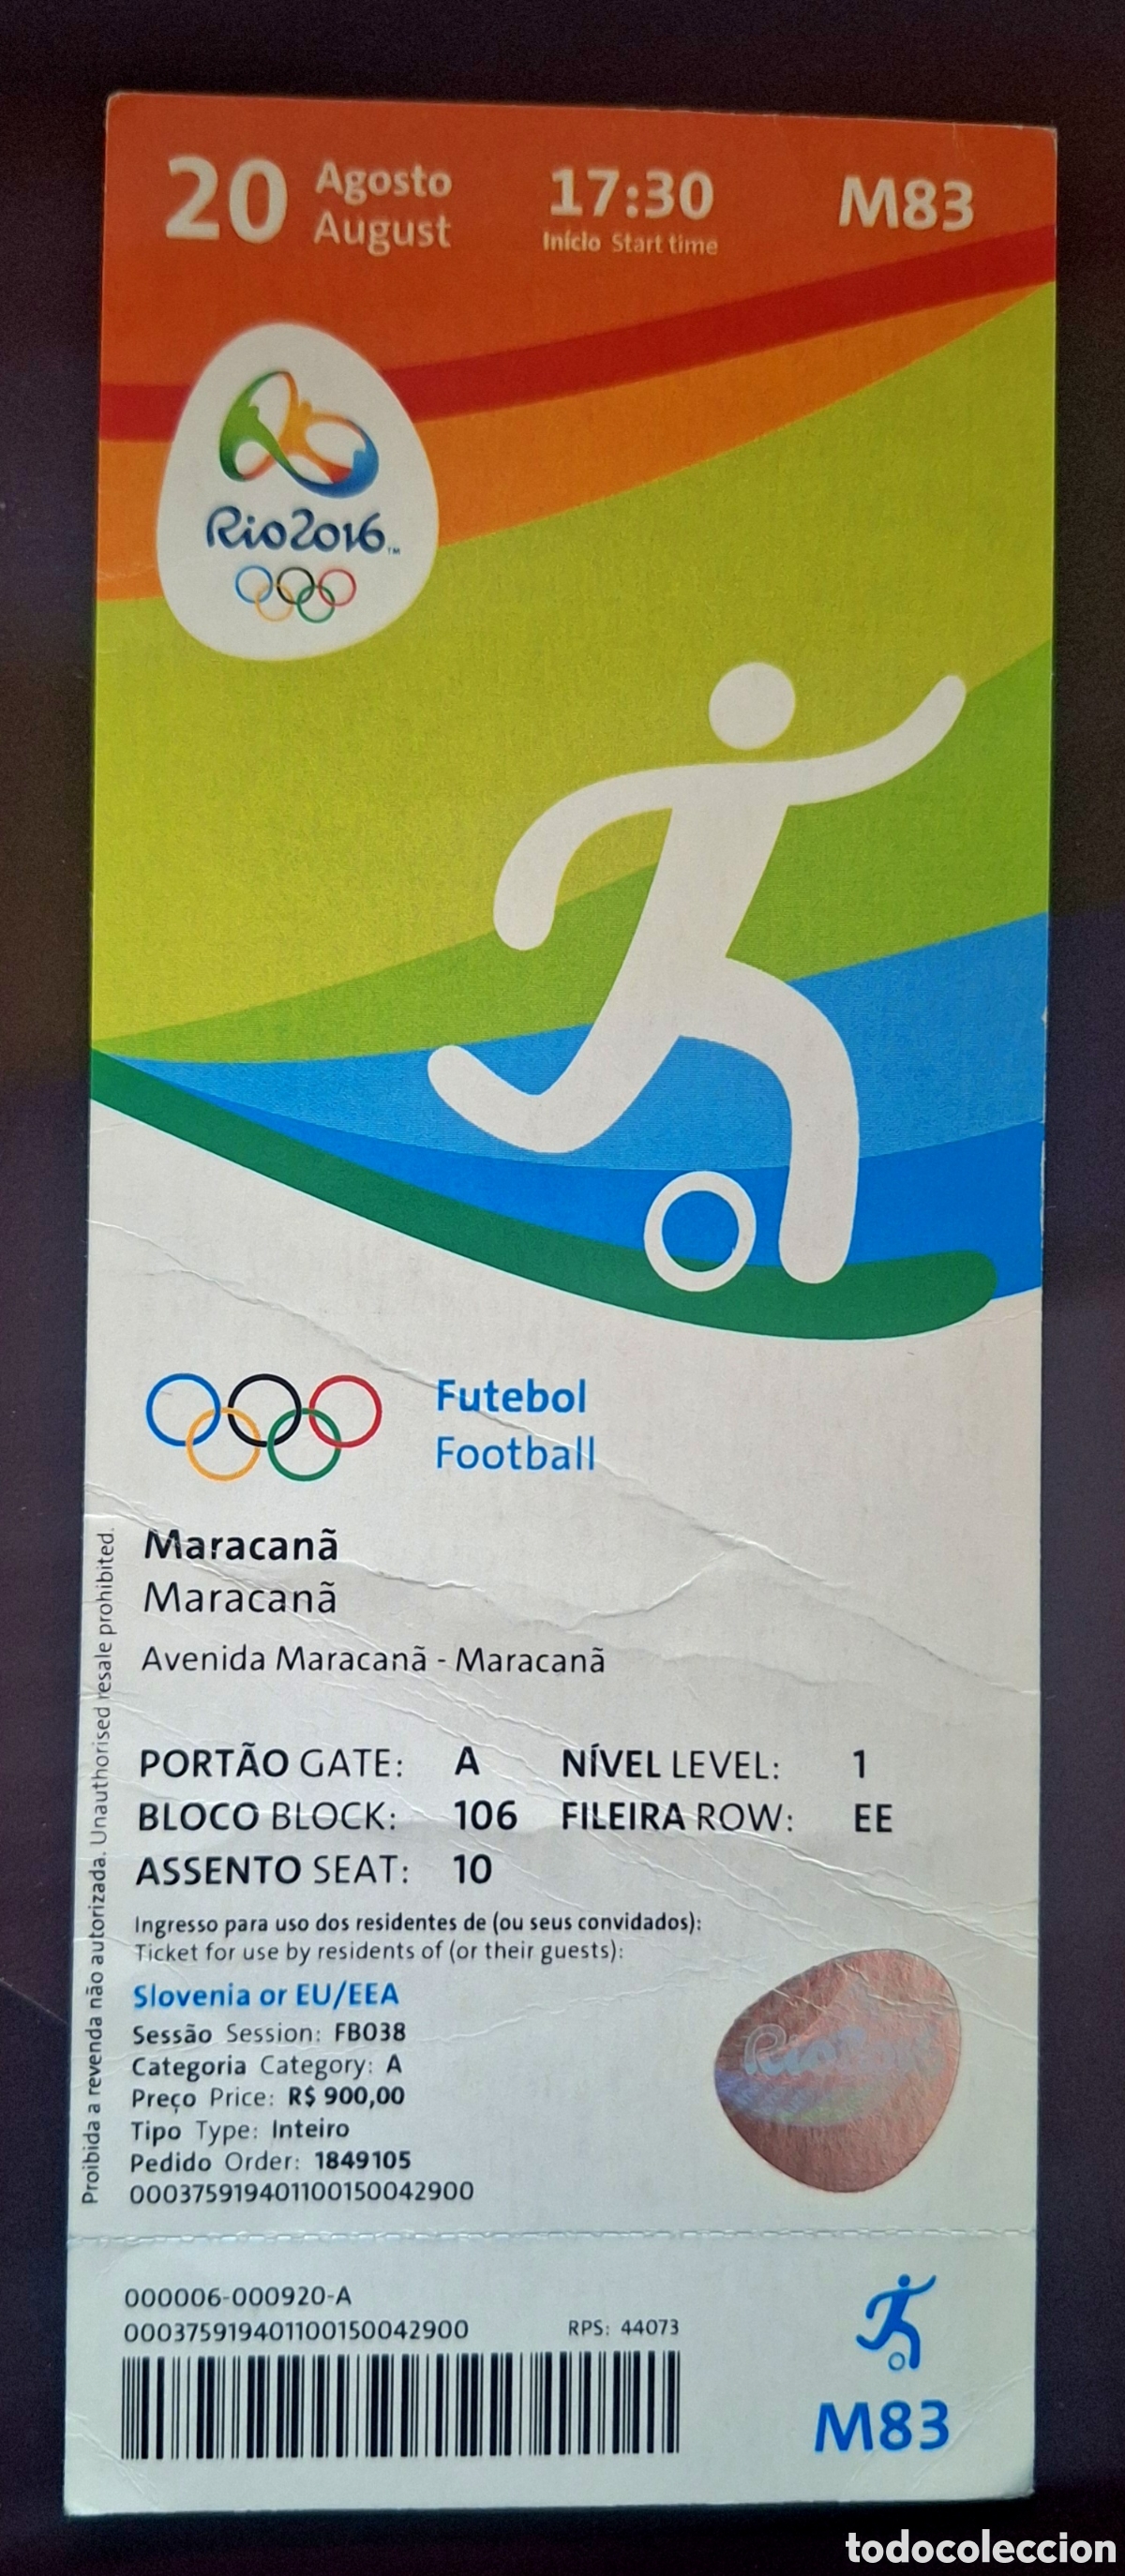 20 Agosto 17:30 M83
August Início Start time
Rio2016™
Futebol
Football
Maracanã
Maracanã
Avenida Maracanã - Maracanã
PORTÃO GATE: A NÍVEL LEVEL: 1
BLOCO BLOCK: 106 FILEIRA ROW: EE
ASSENTO SEAT: 10
Ingresso para uso dos residentes de (ou seus convidados):
Ticket for use by residents of (or their guests):
Slovenia or EU/EEA
Sessão Session: FB038
Categoria Category: A
Preço Price: R$ 900,00
Tipo Type: Inteiro
Pedido Order: 1849105
000375919401100150042900
Proibida a revenda não autorizada. Unauthorised resale prohibited.
Rio2016
000006-000920-A
000375919401100150042900 RPS: 44073
M83
todocoleccion